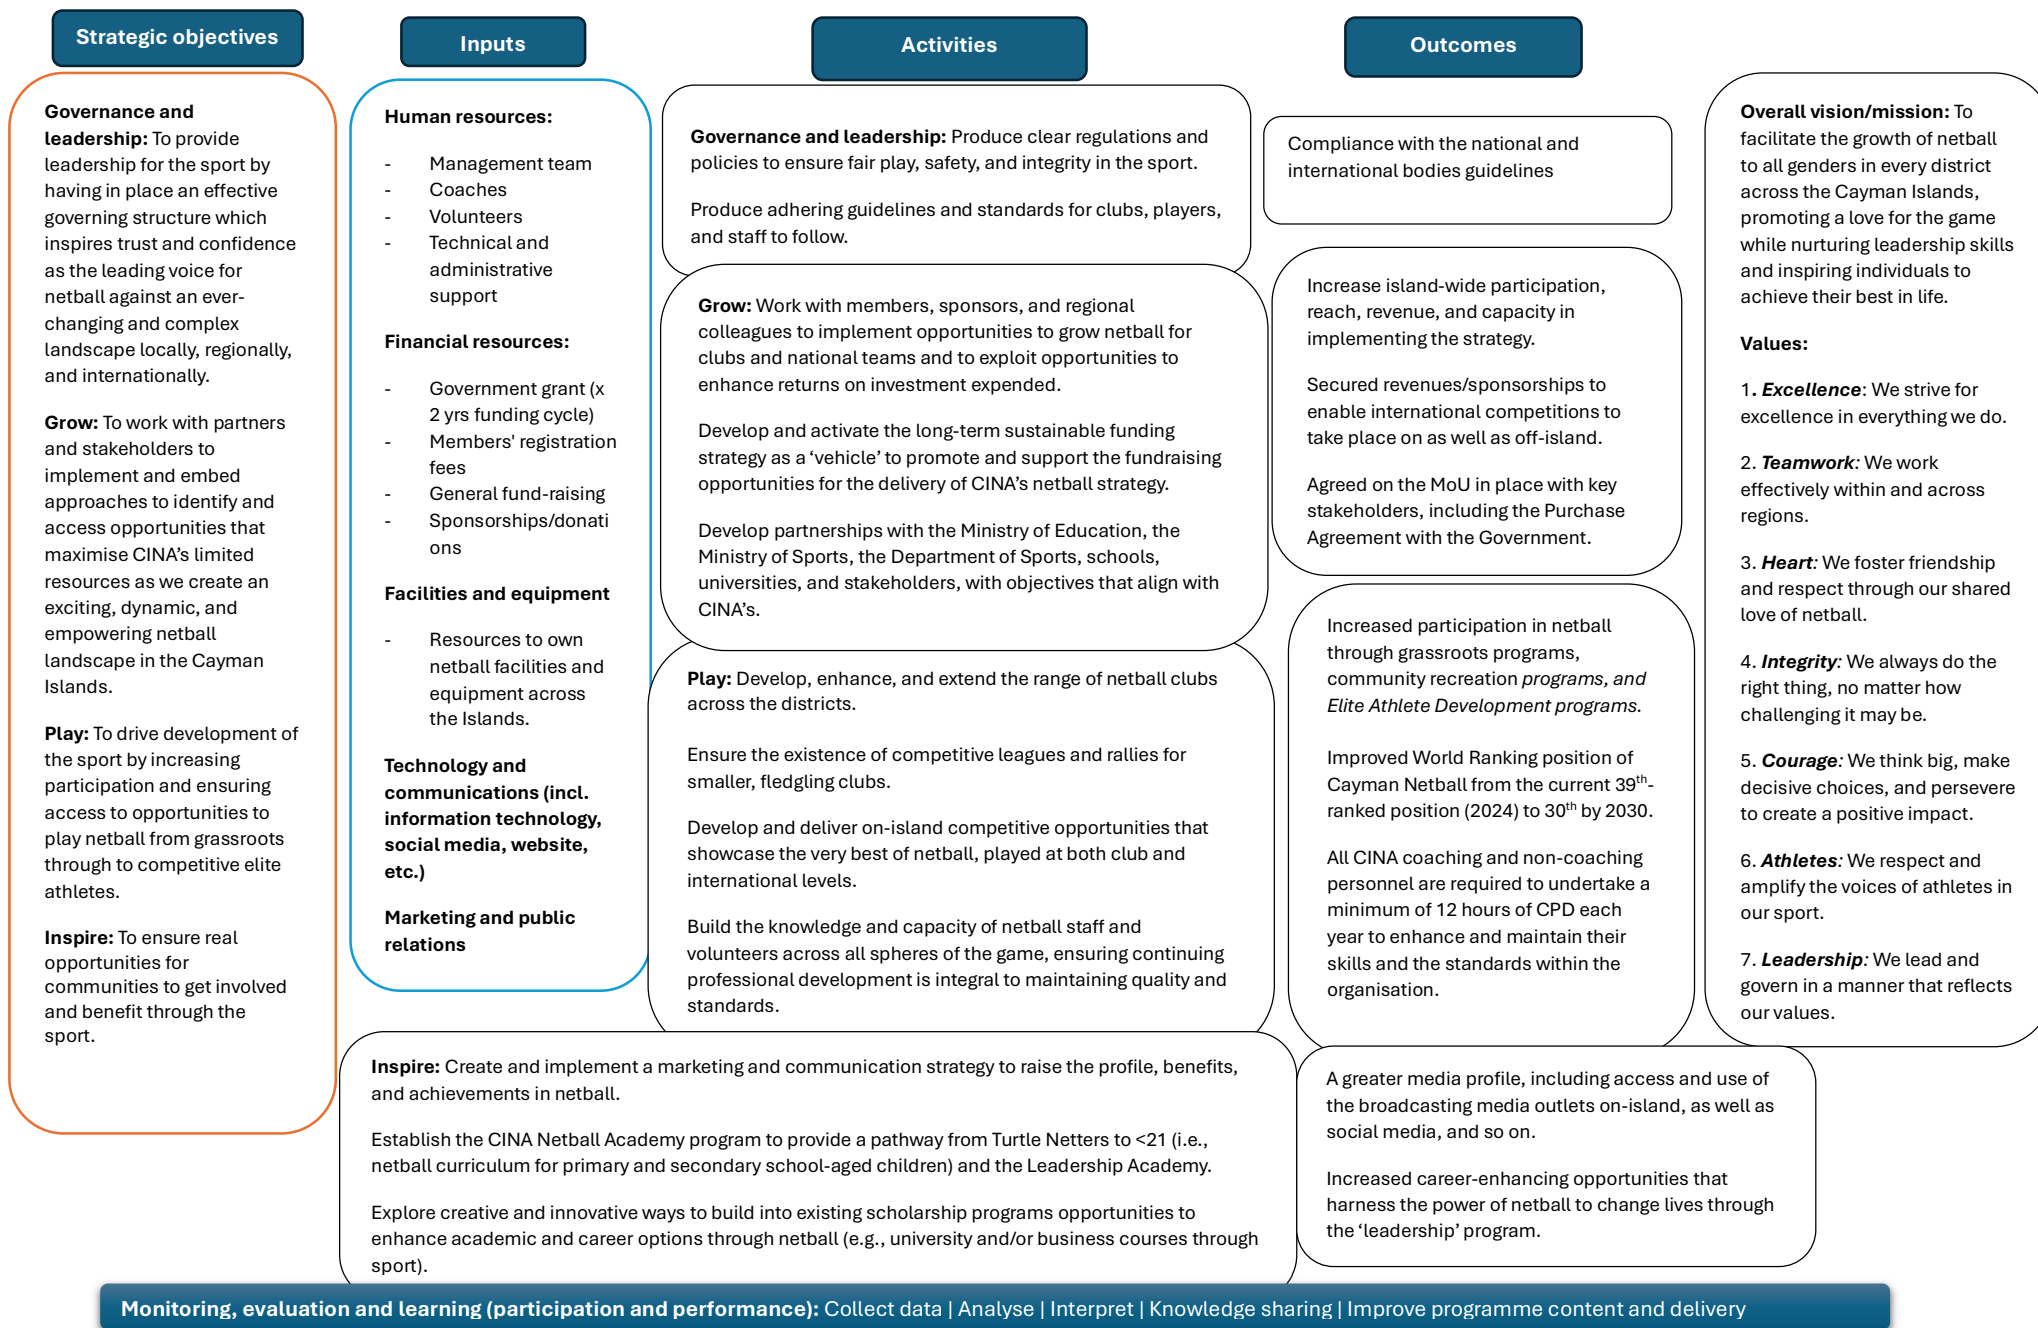 Strategic objectives
Governance and
leadership: To provide
leadership for the sport by
having in place an effective
governing structure which
inspires trust and confidence
as the leading voice for
netball against an ever-
changing and complex
landscape locally, regionally,
and internationally.
Grow: To work with partners
and stakeholders to
implement and embed
approaches to identify and
access opportunities that
maximise CINA’s limited
resources as we create an
exciting, dynamic, and
empowering netball
landscape in the Cayman
Islands.
Play: To drive development of
the sport by increasing
participation and ensuring
access to opportunities to
play netball from grassroots
through to competitive elite
athletes.
Inspire: To ensure real
opportunities for
communities to get involved
and benefit through the
sport.
Inputs
Human resources:
- Management team
- Coaches
- Volunteers
- Technical and
administrative
support
Financial resources:
- Government grant (x
2 yrs funding cycle)
- Members' registration
fees
- General fund-raising
- Sponsorships/donati
ons
Facilities and equipment
- Resources to own
netball facilities and
equipment across
the Islands.
Technology and
communications (incl.
information technology,
social media, website,
etc.)
Marketing and public
relations
Activities
Governance and leadership: Produce clear regulations and
policies to ensure fair play, safety, and integrity in the sport.
Produce adhering guidelines and standards for clubs, players,
and staff to follow.
Grow: Work with members, sponsors, and regional
colleagues to implement opportunities to grow netball for
clubs and national teams and to exploit opportunities to
enhance returns on investment expended.
Develop and activate the long-term sustainable funding
strategy as a ‘vehicle’ to promote and support the fundraising
opportunities for the delivery of CINA’s netball strategy.
Develop partnerships with the Ministry of Education, the
Ministry of Sports, the Department of Sports, schools,
universities, and stakeholders, with objectives that align with
CINA’s.
Play: Develop, enhance, and extend the range of netball clubs
across the districts.
Ensure the existence of competitive leagues and rallies for
smaller, fledgling clubs.
Develop and deliver on-island competitive opportunities that
showcase the very best of netball, played at both club and
international levels.
Build the knowledge and capacity of netball staff and
volunteers across all spheres of the game, ensuring continuing
professional development is integral to maintaining quality and
standards.
Inspire: Create and implement a marketing and communication strategy to raise the profile, benefits,
and achievements in netball.
Establish the CINA Netball Academy program to provide a pathway from Turtle Netters to <21 (i.e.,
netball curriculum for primary and secondary school-aged children) and the Leadership Academy.
Explore creative and innovative ways to build into existing scholarship programs opportunities to
enhance academic and career options through netball (e.g., university and/or business courses through
sport).
Outcomes
Compliance with the national and
international bodies guidelines
Increase island-wide participation,
reach, revenue, and capacity in
implementing the strategy.
Secured revenues/sponsorships to
enable international competitions to
take place on as well as off-island.
Agreed on the MoU in place with key
stakeholders, including the Purchase
Agreement with the Government.
Increased participation in netball
through grassroots programs,
community recreation programs, and
Elite Athlete Development programs.
Improved World Ranking position of
Cayman Netball from the current 39th-
ranked position (2024) to 30th by 2030.
All CINA coaching and non-coaching
personnel are required to undertake a
minimum of 12 hours of CPD each
year to enhance and maintain their
skills and the standards within the
organisation.
A greater media profile, including access and use of
the broadcasting media outlets on-island, as well as
social media, and so on.
Increased career-enhancing opportunities that
harness the power of netball to change lives through
the ‘leadership’ program.
Overall vision/mission: To
facilitate the growth of netball
to all genders in every district
across the Cayman Islands,
promoting a love for the game
while nurturing leadership skills
and inspiring individuals to
achieve their best in life.
Values:
1. Excellence: We strive for
excellence in everything we do.
2. Teamwork: We work
effectively within and across
regions.
3. Heart: We foster friendship
and respect through our shared
love of netball.
4. Integrity: We always do the
right thing, no matter how
challenging it may be.
5. Courage: We think big, make
decisive choices, and persevere
to create a positive impact.
6. Athletes: We respect and
amplify the voices of athletes in
our sport.
7. Leadership: We lead and
govern in a manner that reflects
our values.
Monitoring, evaluation and learning (participation and performance): Collect data | Analyse | Interpret | Knowledge sharing | Improve programme content and delivery